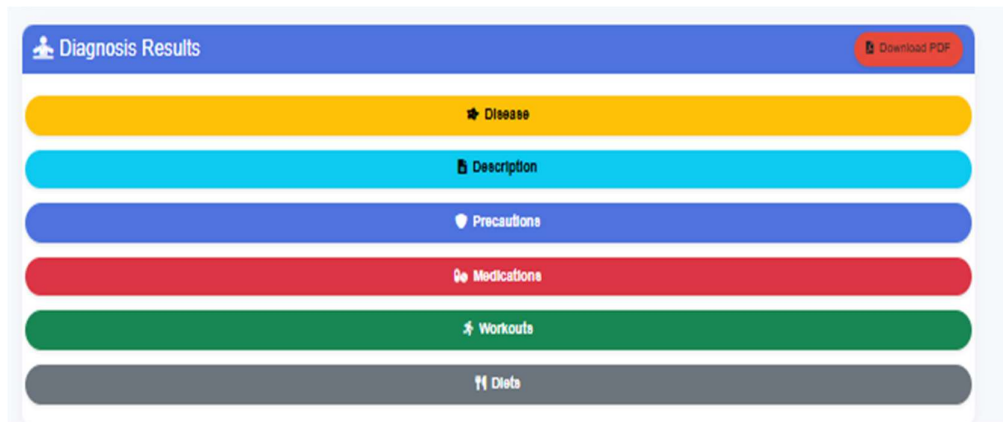 Diagnosis Results
Download PDF
Disease
Description
Precautions
Medications
Workouts
Diets